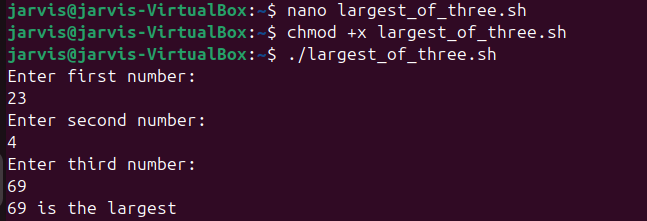 jarvis@jarvis-VirtualBox:~$ nano largest_of_three.sh
jarvis@jarvis-VirtualBox:~$ chmod +x largest_of_three.sh
jarvis@jarvis-VirtualBox:~$ ./largest_of_three.sh
Enter first number:
23
Enter second number:
4
Enter third number:
69
69 is the largest